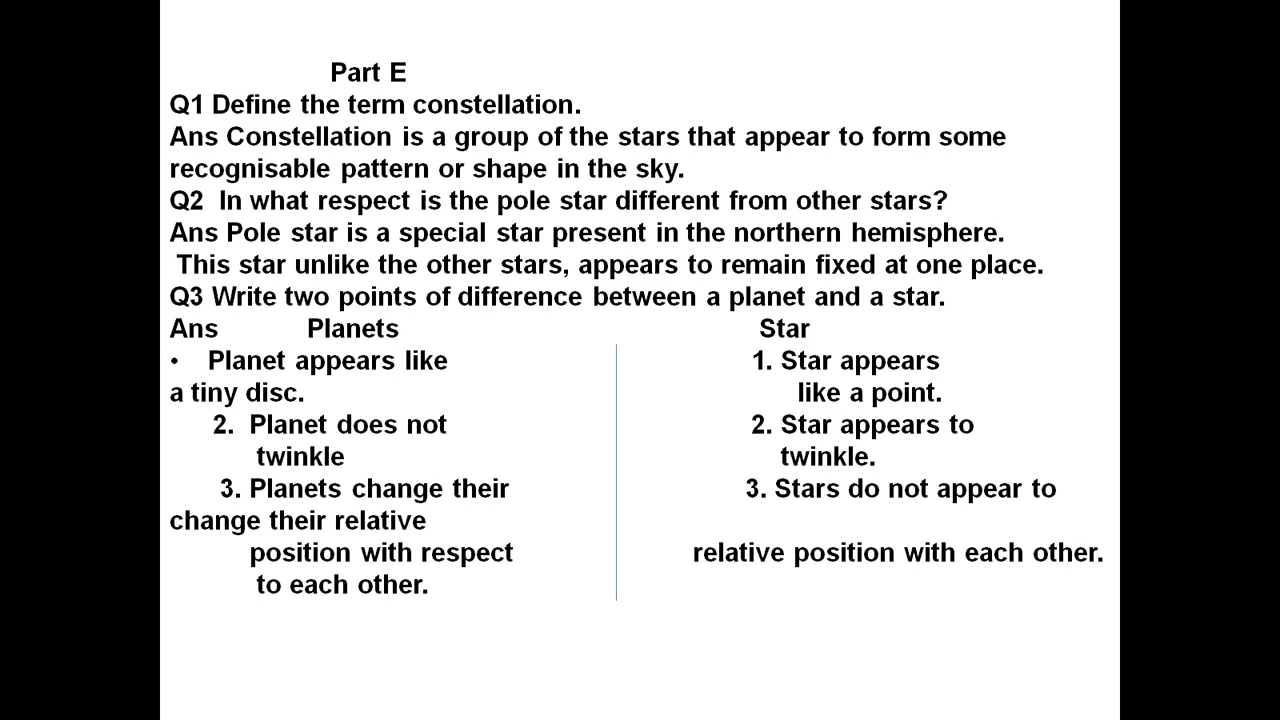 Part E
Q1 Define the term constellation.
Ans Constellation is a group of the stars that appear to form some
recognisable pattern or shape in the sky.
Q2 In what respect is the pole star different from other stars?
Ans Pole star is a special star present in the northern hemisphere.
This star unlike the other stars, appears to remain fixed at one place.
Q3 Write two points of difference between a planet and a star.
Ans Planets Star
• Planet appears like 1. Star appears
a tiny disc. like a point.
2. Planet does not 2. Star appears to
twinkle twinkle.
3. Planets change their 3. Stars do not appear to
change their relative
position with respect relative position with each other.
to each other.